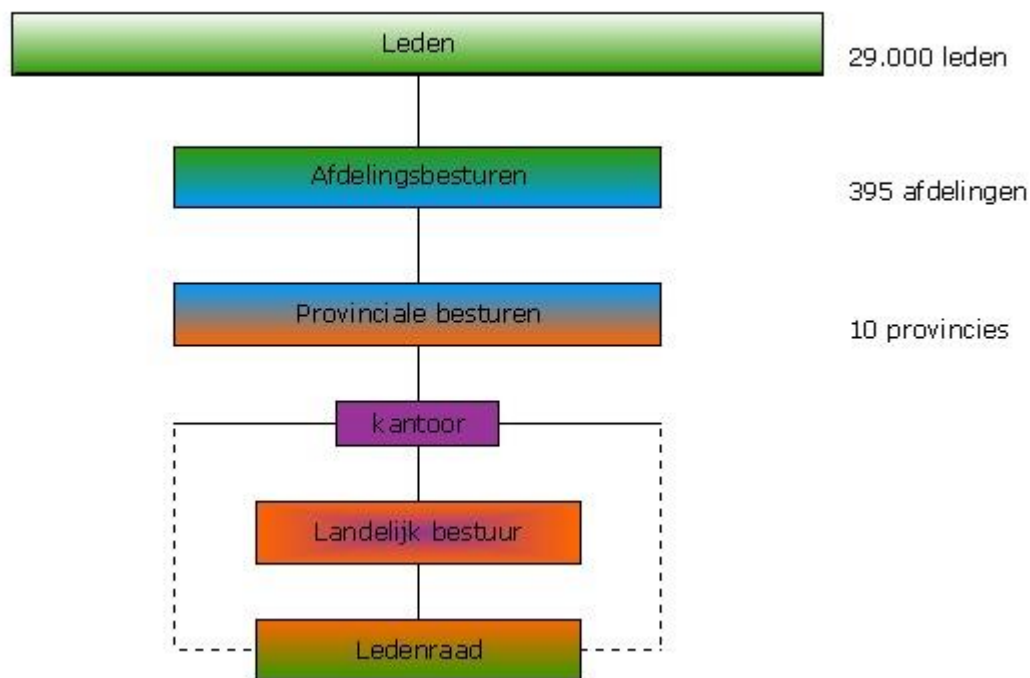 Leden
29.000 leden
Afdelingsbesturen
395 afdelingen
Provinciale besturen
10 provincies
kantoor
Landelijk bestuur
Ledenraad